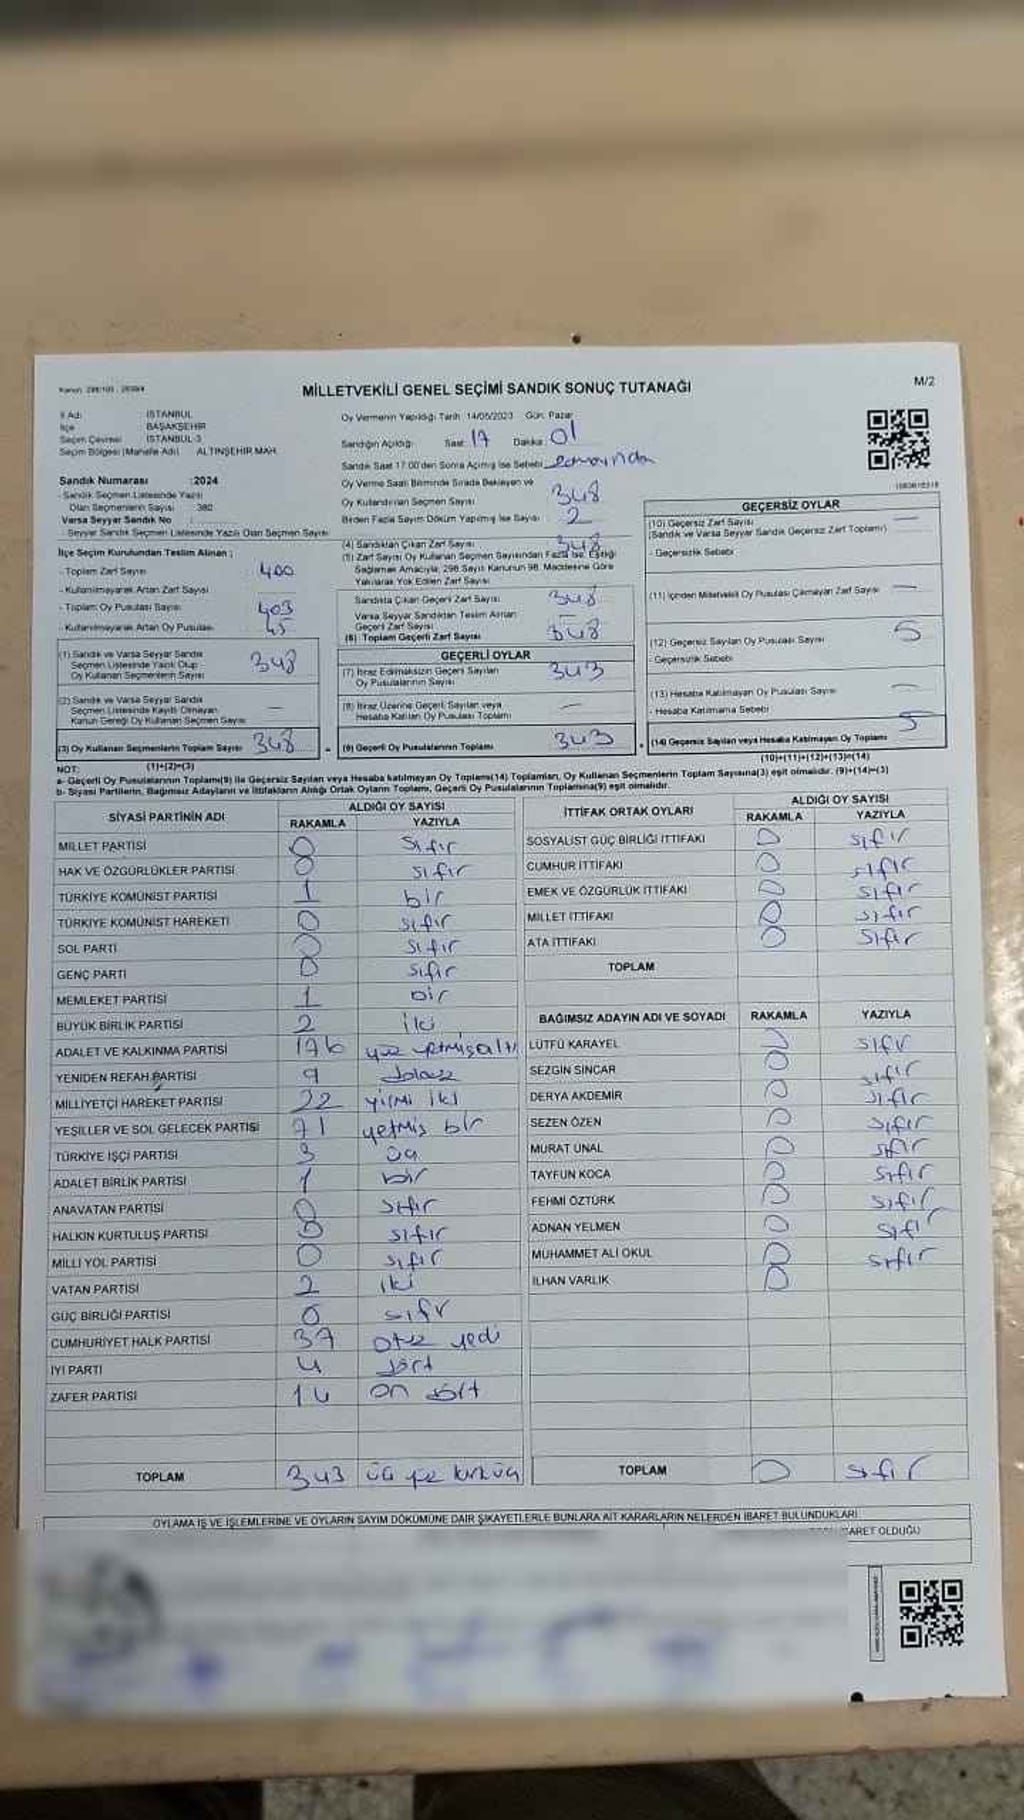 MİLLETVEKİLİ GENEL SEÇİMİ SANDIK SONUÇ TUTANAĞI
M/2
İl Adı : İSTANBUL
İlçe : BAŞAKŞEHİR
Seçim Çevresi : İSTANBUL-3
Seçim Bölgesi (Mahalle Adı) : ALTINŞEHİR MAH.
Sandık Numarası : 2024
- Sandık Seçmen Listesinde Yazılı
Olan Seçmenlerin Sayısı : 380
Varsa Seyyar Sandık No :
- Seyyar Sandık Seçmen Listesinde Yazılı Olan Seçmen Sayısı
İlçe Seçim Kurulundan Teslim Alınan ;
- Toplam Zarf Sayısı : 400
- Kullanılmayarak Artan Zarf Sayısı :
- Toplam Oy Pusulası Sayısı : 403
- Kullanılmayarak Artan Oy Pusulası : 45
(1) Sandık ve Varsa Seyyar Sandık
Seçmen Listesinde Yazılı Olup
Oy Kullanan Seçmenlerin Sayısı 348
(2) Sandık ve Varsa Seyyar Sandık
Seçmen Listesinde Kayıtlı Olmayan
Kanun Gereği Oy Kullanan Seçmen Sayısı —
(3) Oy Kullanan Seçmenlerin Toplam Sayısı 348
(1)+(2)=(3)
Oy Vermenin Yapıldığı Tarih: 14/05/2023 Gün: Pazar
Sandığın Açıldığı Saat: 17 Dakika: 01
Sandık Saat 17:00'den Sonra Açılmış İse Sebebi
Oy Verme Saati Bitiminde Sırada Bekleyen ve
Oy Kullandırılan Seçmen Sayısı 348
Birden Fazla Sayım Döküm Yapılmış İse Sayısı 2
(4) Sandıktan Çıkan Zarf Sayısı 348
(5) Zarf Sayısı Oy Kullanan Seçmen Sayısından Fazla İse, Eşitliği
Sağlamak Amacıyla, 298 Sayılı Kanunun 98. Maddesine Göre
Yakılarak Yok Edilen Zarf Sayısı
Sandıkta Çıkan Geçerli Zarf Sayısı 348
Varsa Seyyar Sandıktan Teslim Alınan
Geçerli Zarf Sayısı —
(6) Toplam Geçerli Zarf Sayısı 348
GEÇERLİ OYLAR
(7) İtiraz Edilmeksizin Geçerli Sayılan
Oy Pusulalarının Sayısı 343
(8) İtiraz Üzerine Geçerli Sayılan veya
Hesaba Katılan Oy Pusulası Toplamı —
(9) Geçerli Oy Pusulalarının Toplamı 343
GEÇERSİZ OYLAR
(10) Geçersiz Zarf Sayısı —
(Sandık ve Varsa Seyyar Sandık Geçersiz Zarf Toplamı)
- Geçersizlik Sebebi
(11) İçinden Milletvekili Oy Pusulası Çıkmayan Zarf Sayısı —
(12) Geçersiz Sayılan Oy Pusulası Sayısı 5
- Geçersizlik Sebebi
(13) Hesaba Katılmayan Oy Pusulası Sayısı —
- Hesaba Katılmama Sebebi
(14) Geçersiz Sayılan veya Hesaba Katılmayan Oy Toplamı 5
(10)+(11)+(12)+(13)=(14)
NOT:
a- Geçerli Oy Pusulalarının Toplamı(9) ile Geçersiz Sayılan veya Hesaba katılmayan Oy Toplamı(14) Toplamları, Oy Kullanan Seçmenlerin Toplam Sayısına(3) eşit olmalıdır. (9)+(14)=(3)
b- Siyasi Partilerin, Bağımsız Adayların ve İttifakların Aldığı Ortak Oyların Toplamı, Geçerli Oy Pusulalarının Toplamına(9) eşit olmalıdır.
SİYASİ PARTİNİN ADI ALDIĞI OY SAYISI
RAKAMLA YAZIYLA
MİLLET PARTİSİ 0 Sıfır
HAK VE ÖZGÜRLÜKLER PARTİSİ 0 sıfır
TÜRKİYE KOMÜNİST PARTİSİ 1 bir
TÜRKİYE KOMÜNİST HAREKETİ 0 sıfır
SOL PARTİ 0 sıfır
GENÇ PARTİ 0 sıfır
MEMLEKET PARTİSİ 1 bir
BÜYÜK BİRLİK PARTİSİ 2 iki
ADALET VE KALKINMA PARTİSİ 176 yüz yetmişaltı
YENİDEN REFAH PARTİSİ 9 dokuz
MİLLİYETÇİ HAREKET PARTİSİ 22 yirmi iki
YEŞİLLER VE SOL GELECEK PARTİSİ 71 yetmiş bir
TÜRKİYE İŞÇİ PARTİSİ 3 üç
ADALET BİRLİK PARTİSİ 1 bir
ANAVATAN PARTİSİ 0 sıfır
HALKIN KURTULUŞ PARTİSİ 0 sıfır
MİLLİ YOL PARTİSİ 0 sıfır
VATAN PARTİSİ 2 iki
GÜÇ BİRLİĞİ PARTİSİ 0 sıfır
CUMHURİYET HALK PARTİSİ 37 otuz yedi
İYİ PARTİ 4 dört
ZAFER PARTİSİ 14 on dört
TOPLAM 343 üç yüz kırküç
İTTİFAK ORTAK OYLARI ALDIĞI OY SAYISI
RAKAMLA YAZIYLA
SOSYALİST GÜÇ BİRLİĞİ İTTİFAKI 0 sıfır
CUMHUR İTTİFAKI 0 sıfır
EMEK VE ÖZGÜRLÜK İTTİFAKI 0 sıfır
MİLLET İTTİFAKI 0 sıfır
ATA İTTİFAKI 0 sıfır
TOPLAM
BAĞIMSIZ ADAYIN ADI VE SOYADI RAKAMLA YAZIYLA
LÜTFÜ KARAYEL 0 sıfır
SEZGİN SİNCAR 0 sıfır
DERYA AKDEMİR 0 sıfır
SEZEN ÖZEN 0 sıfır
MURAT ÜNAL 0 sıfır
TAYFUN KOCA 0 sıfır
FEHMİ ÖZTÜRK 0 sıfır
ADNAN YELMEN 0 sıfır
MUHAMMET ALİ OKUL 0 sıfır
İLHAN VARLIK 0
TOPLAM 0 sıfır
OYLAMA İŞ VE İŞLEMLERİNE VE OYLARIN SAYIM DÖKÜMÜNE DAİR ŞİKAYETLERLE BUNLARA AİT KARARLARIN NELERDEN İBARET BULUNDUKLARI
OLDUĞU